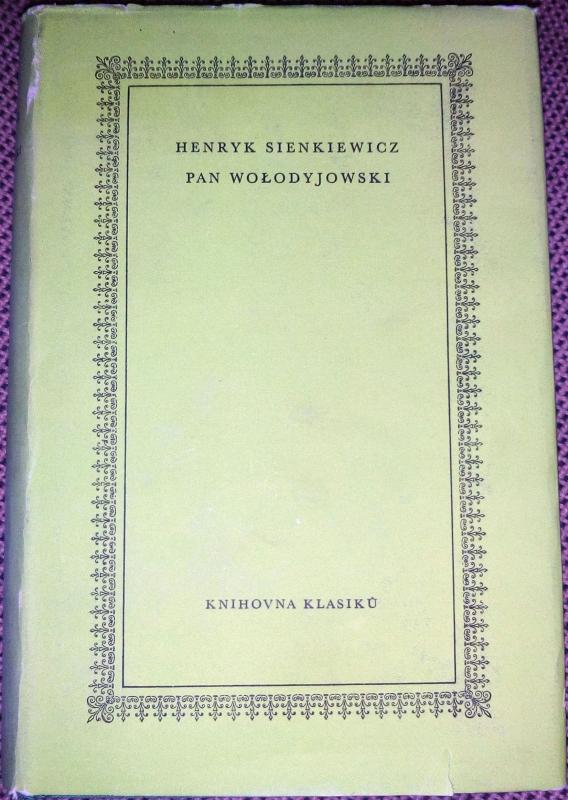 HENRYK SIENKIEWICZ
PAN WOŁODYJOWSKI
KNIHOVNA KLASIKŮ